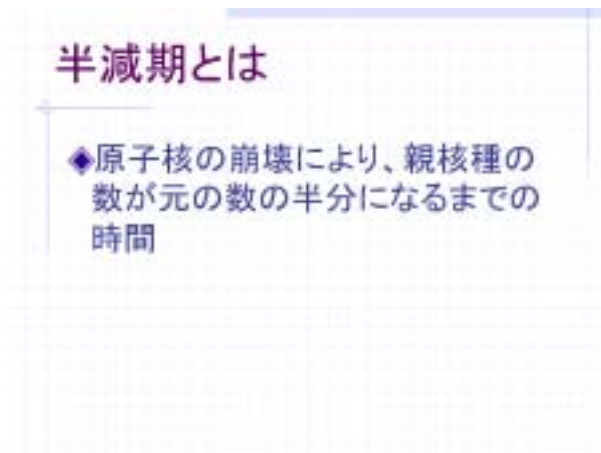 半減期とは
原子核の崩壊により、親核種の
数が元の数の半分になるまでの
時間